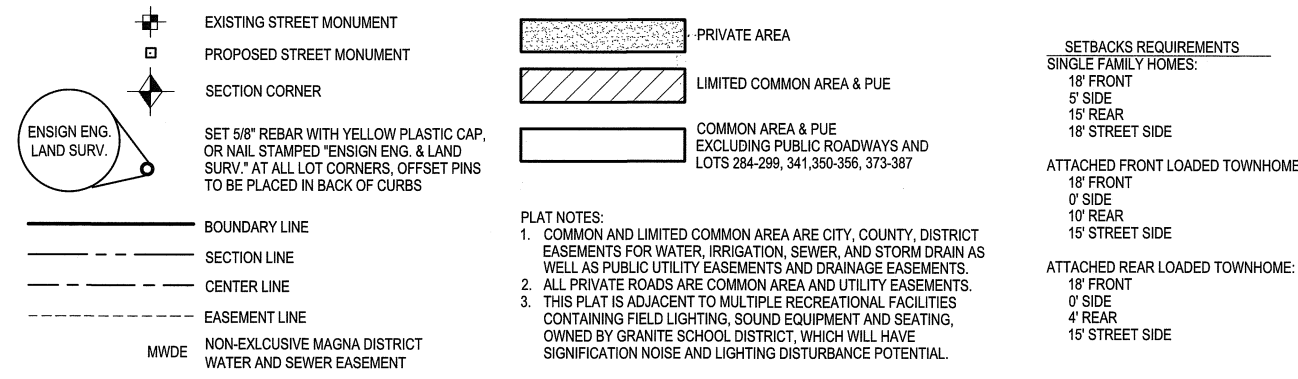 EXISTING STREET MONUMENT
PROPOSED STREET MONUMENT
SECTION CORNER
ENSIGN ENG.
LAND SURV.
SET 5/8" REBAR WITH YELLOW PLASTIC CAP,
OR NAIL STAMPED "ENSIGN ENG. & LAND
SURV." AT ALL LOT CORNERS, OFFSET PINS
TO BE PLACED IN BACK OF CURBS
BOUNDARY LINE
SECTION LINE
CENTER LINE
EASEMENT LINE
MWDE
NON-EXLCUSIVE MAGNA DISTRICT
WATER AND SEWER EASEMENT
PRIVATE AREA
LIMITED COMMON AREA & PUE
COMMON AREA & PUE
EXCLUDING PUBLIC ROADWAYS AND
LOTS 284-299, 341,350-356, 373-387
PLAT NOTES:
1. COMMON AND LIMITED COMMON AREA ARE CITY, COUNTY, DISTRICT
EASEMENTS FOR WATER, IRRIGATION, SEWER, AND STORM DRAIN AS
WELL AS PUBLIC UTILITY EASEMENTS AND DRAINAGE EASEMENTS.
2. ALL PRIVATE ROADS ARE COMMON AREA AND UTILITY EASEMENTS.
3. THIS PLAT IS ADJACENT TO MULTIPLE RECREATIONAL FACILITIES
CONTAINING FIELD LIGHTING, SOUND EQUIPMENT AND SEATING,
OWNED BY GRANITE SCHOOL DISTRICT, WHICH WILL HAVE
SIGNIFICATION NOISE AND LIGHTING DISTURBANCE POTENTIAL.
SETBACKS REQUIREMENTS
SINGLE FAMILY HOMES:
18' FRONT
5' SIDE
15' REAR
18' STREET SIDE
ATTACHED FRONT LOADED TOWNHOME
18' FRONT
0' SIDE
10' REAR
15' STREET SIDE
ATTACHED REAR LOADED TOWNHOME:
18' FRONT
0' SIDE
4' REAR
15' STREET SIDE